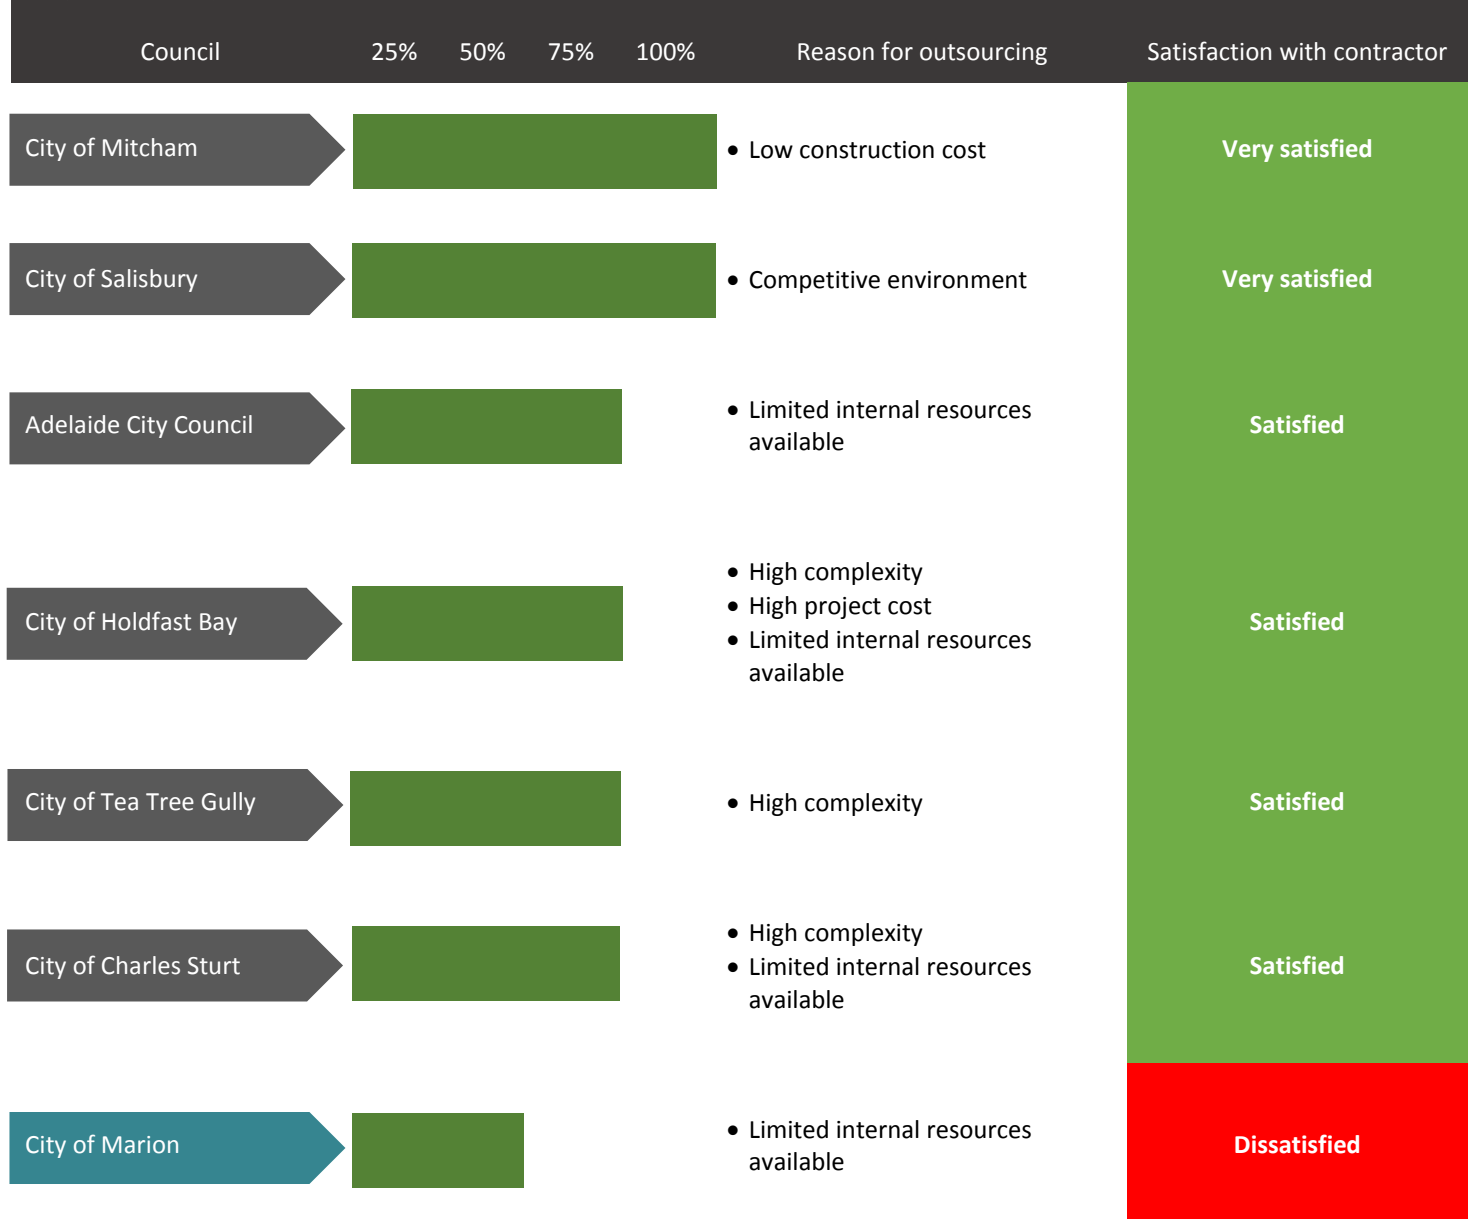 Council 25% 50% 75% 100% Reason for outsourcing Satisfaction with contractor
City of Mitcham • Low construction cost Very satisfied
City of Salisbury • Competitive environment Very satisfied
Adelaide City Council • Limited internal resources
available Satisfied
City of Holdfast Bay • High complexity
• High project cost
• Limited internal resources
available Satisfied
City of Tea Tree Gully • High complexity Satisfied
City of Charles Sturt • High complexity
• Limited internal resources
available Satisfied
City of Marion • Limited internal resources
available Dissatisfied